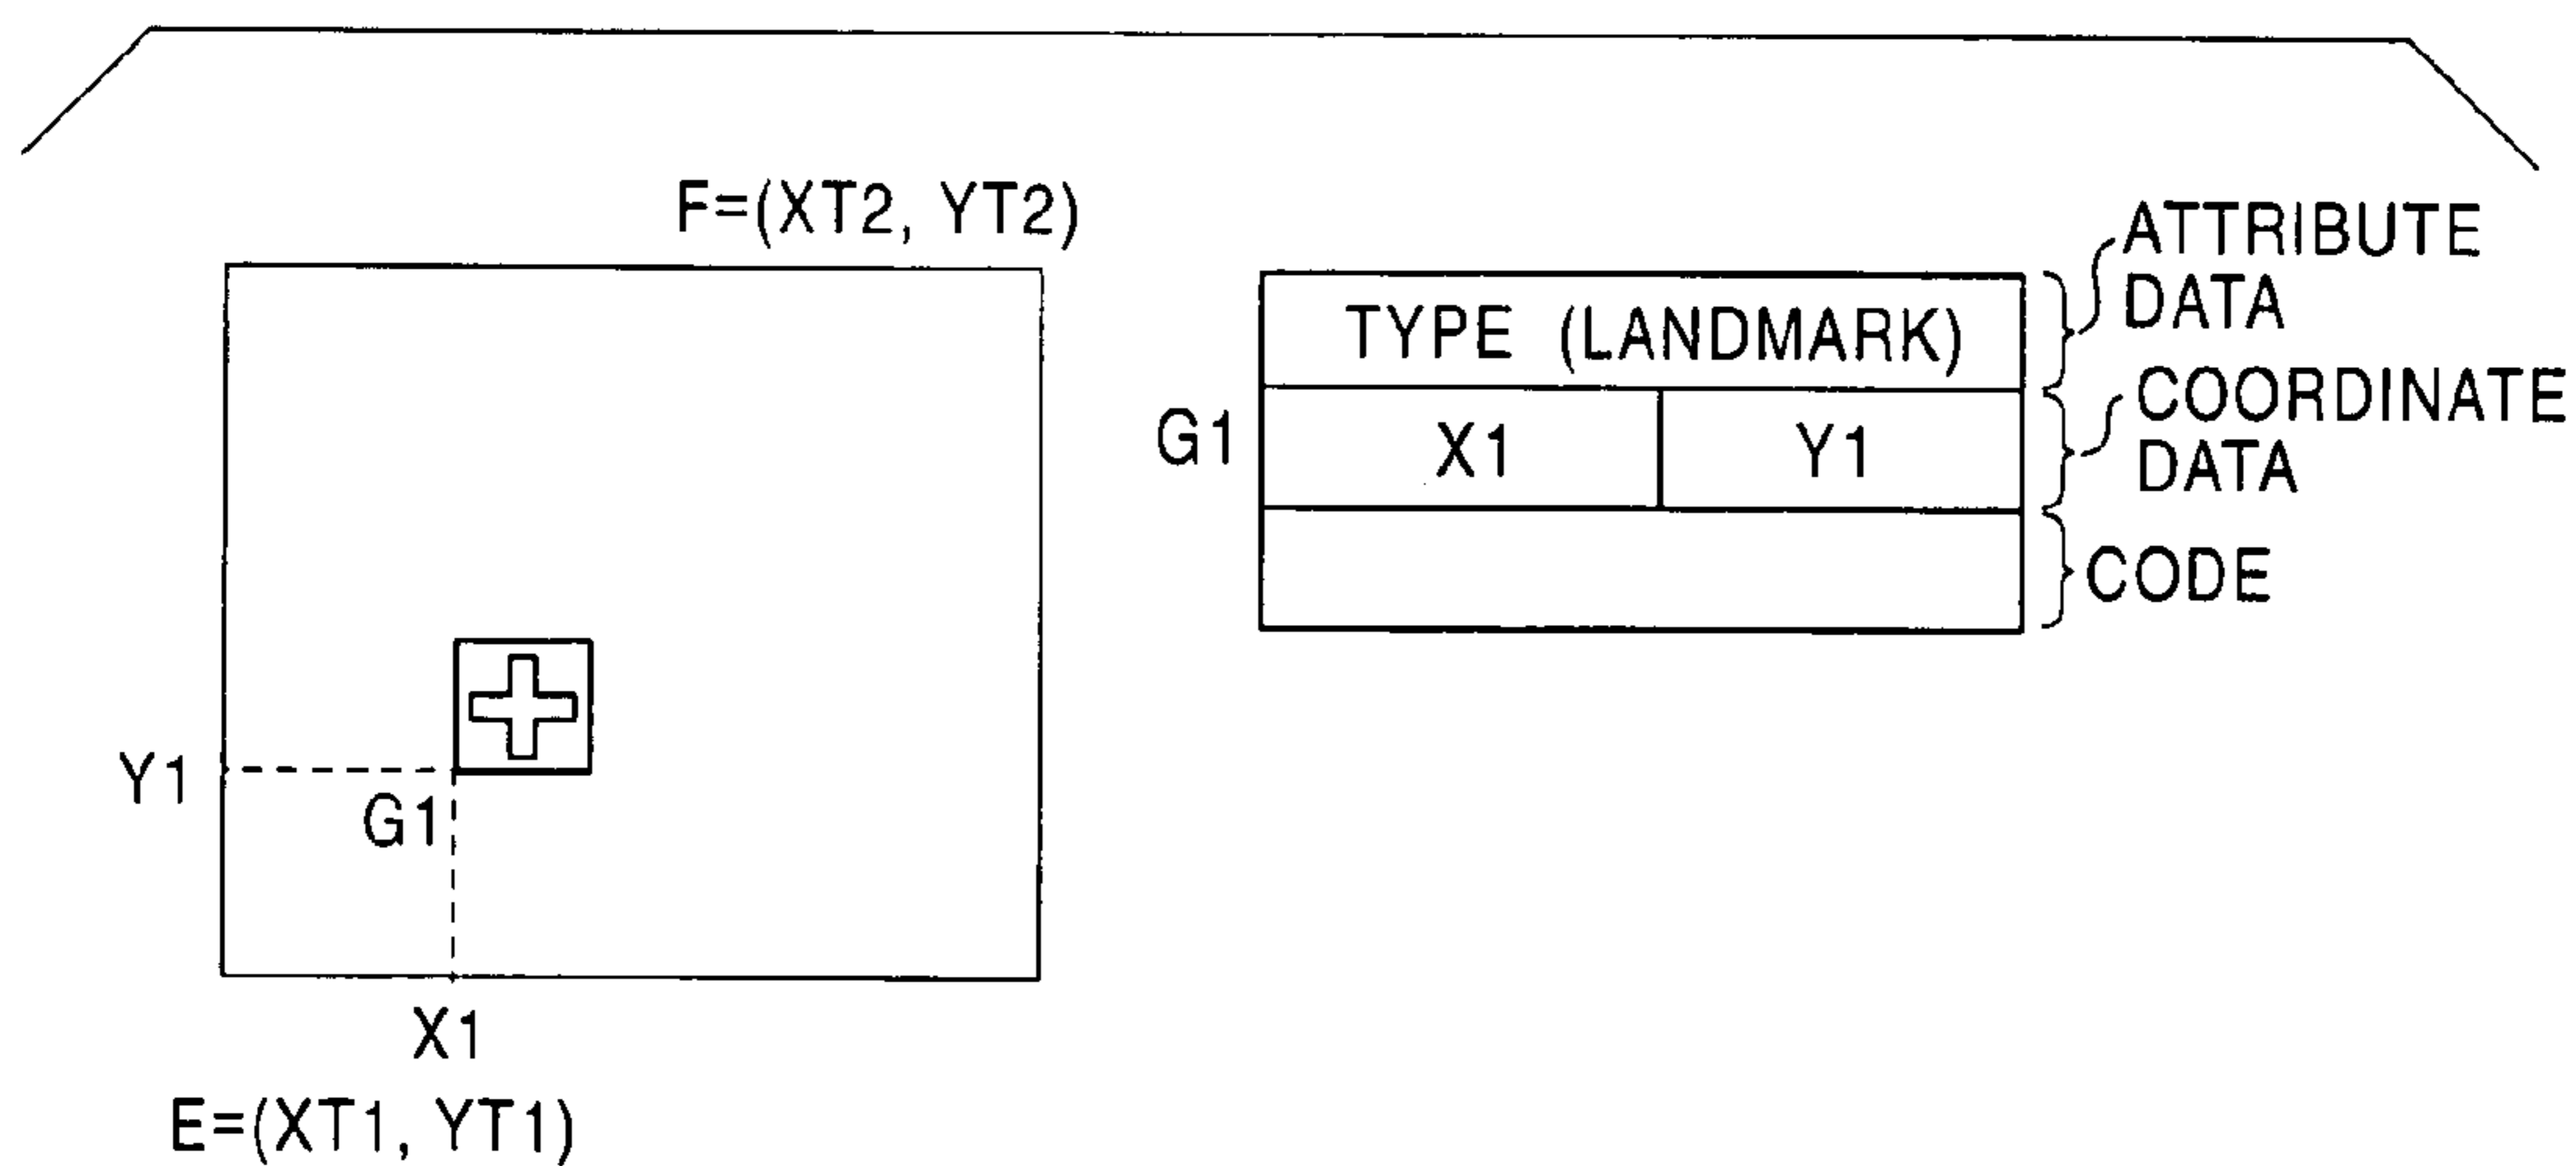 F=(XT2, YT2)
Y1
G1
X1
E=(XT1, YT1)
G1
TYPE (LANDMARK)
X1 Y1
ATTRIBUTE
DATA
COORDINATE
DATA
CODE